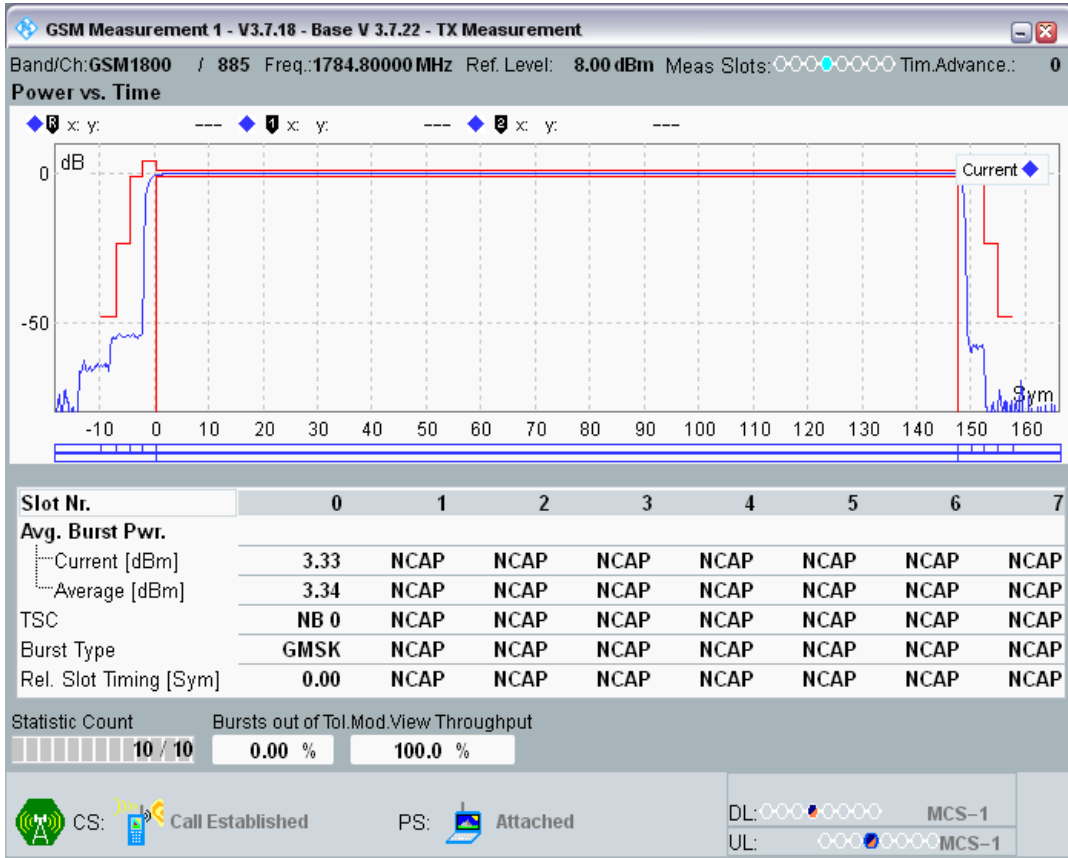 GSM Measurement 1 - V3.7.18 - Base V 3.7.22 - TX Measurement
Band/Ch:GSM1800 / 885 Freq.:1784.80000 MHz Ref. Level: 8.00 dBm Meas Slots: Tim.Advance.: 0
Power vs. Time
R x: y: --- 1 x: y: --- 2 x: y: ---
dB
Current
0
-50
Sym
-10 0 10 20 30 40 50 60 70 80 90 100 110 120 130 140 150 160
Slot Nr. 0 1 2 3 4 5 6 7
Avg. Burst Pwr.
Current [dBm] 3.33 NCAP NCAP NCAP NCAP NCAP NCAP NCAP
Average [dBm] 3.34 NCAP NCAP NCAP NCAP NCAP NCAP NCAP
TSC NB 0 NCAP NCAP NCAP NCAP NCAP NCAP NCAP
Burst Type GMSK NCAP NCAP NCAP NCAP NCAP NCAP NCAP
Rel. Slot Timing [Sym] 0.00 NCAP NCAP NCAP NCAP NCAP NCAP NCAP
Statistic Count Bursts out of Tol.Mod.View Throughput
10 / 10 0.00 % 100.0 %
CS: Call Established PS: Attached
DL: MCS-1
UL: MCS-1